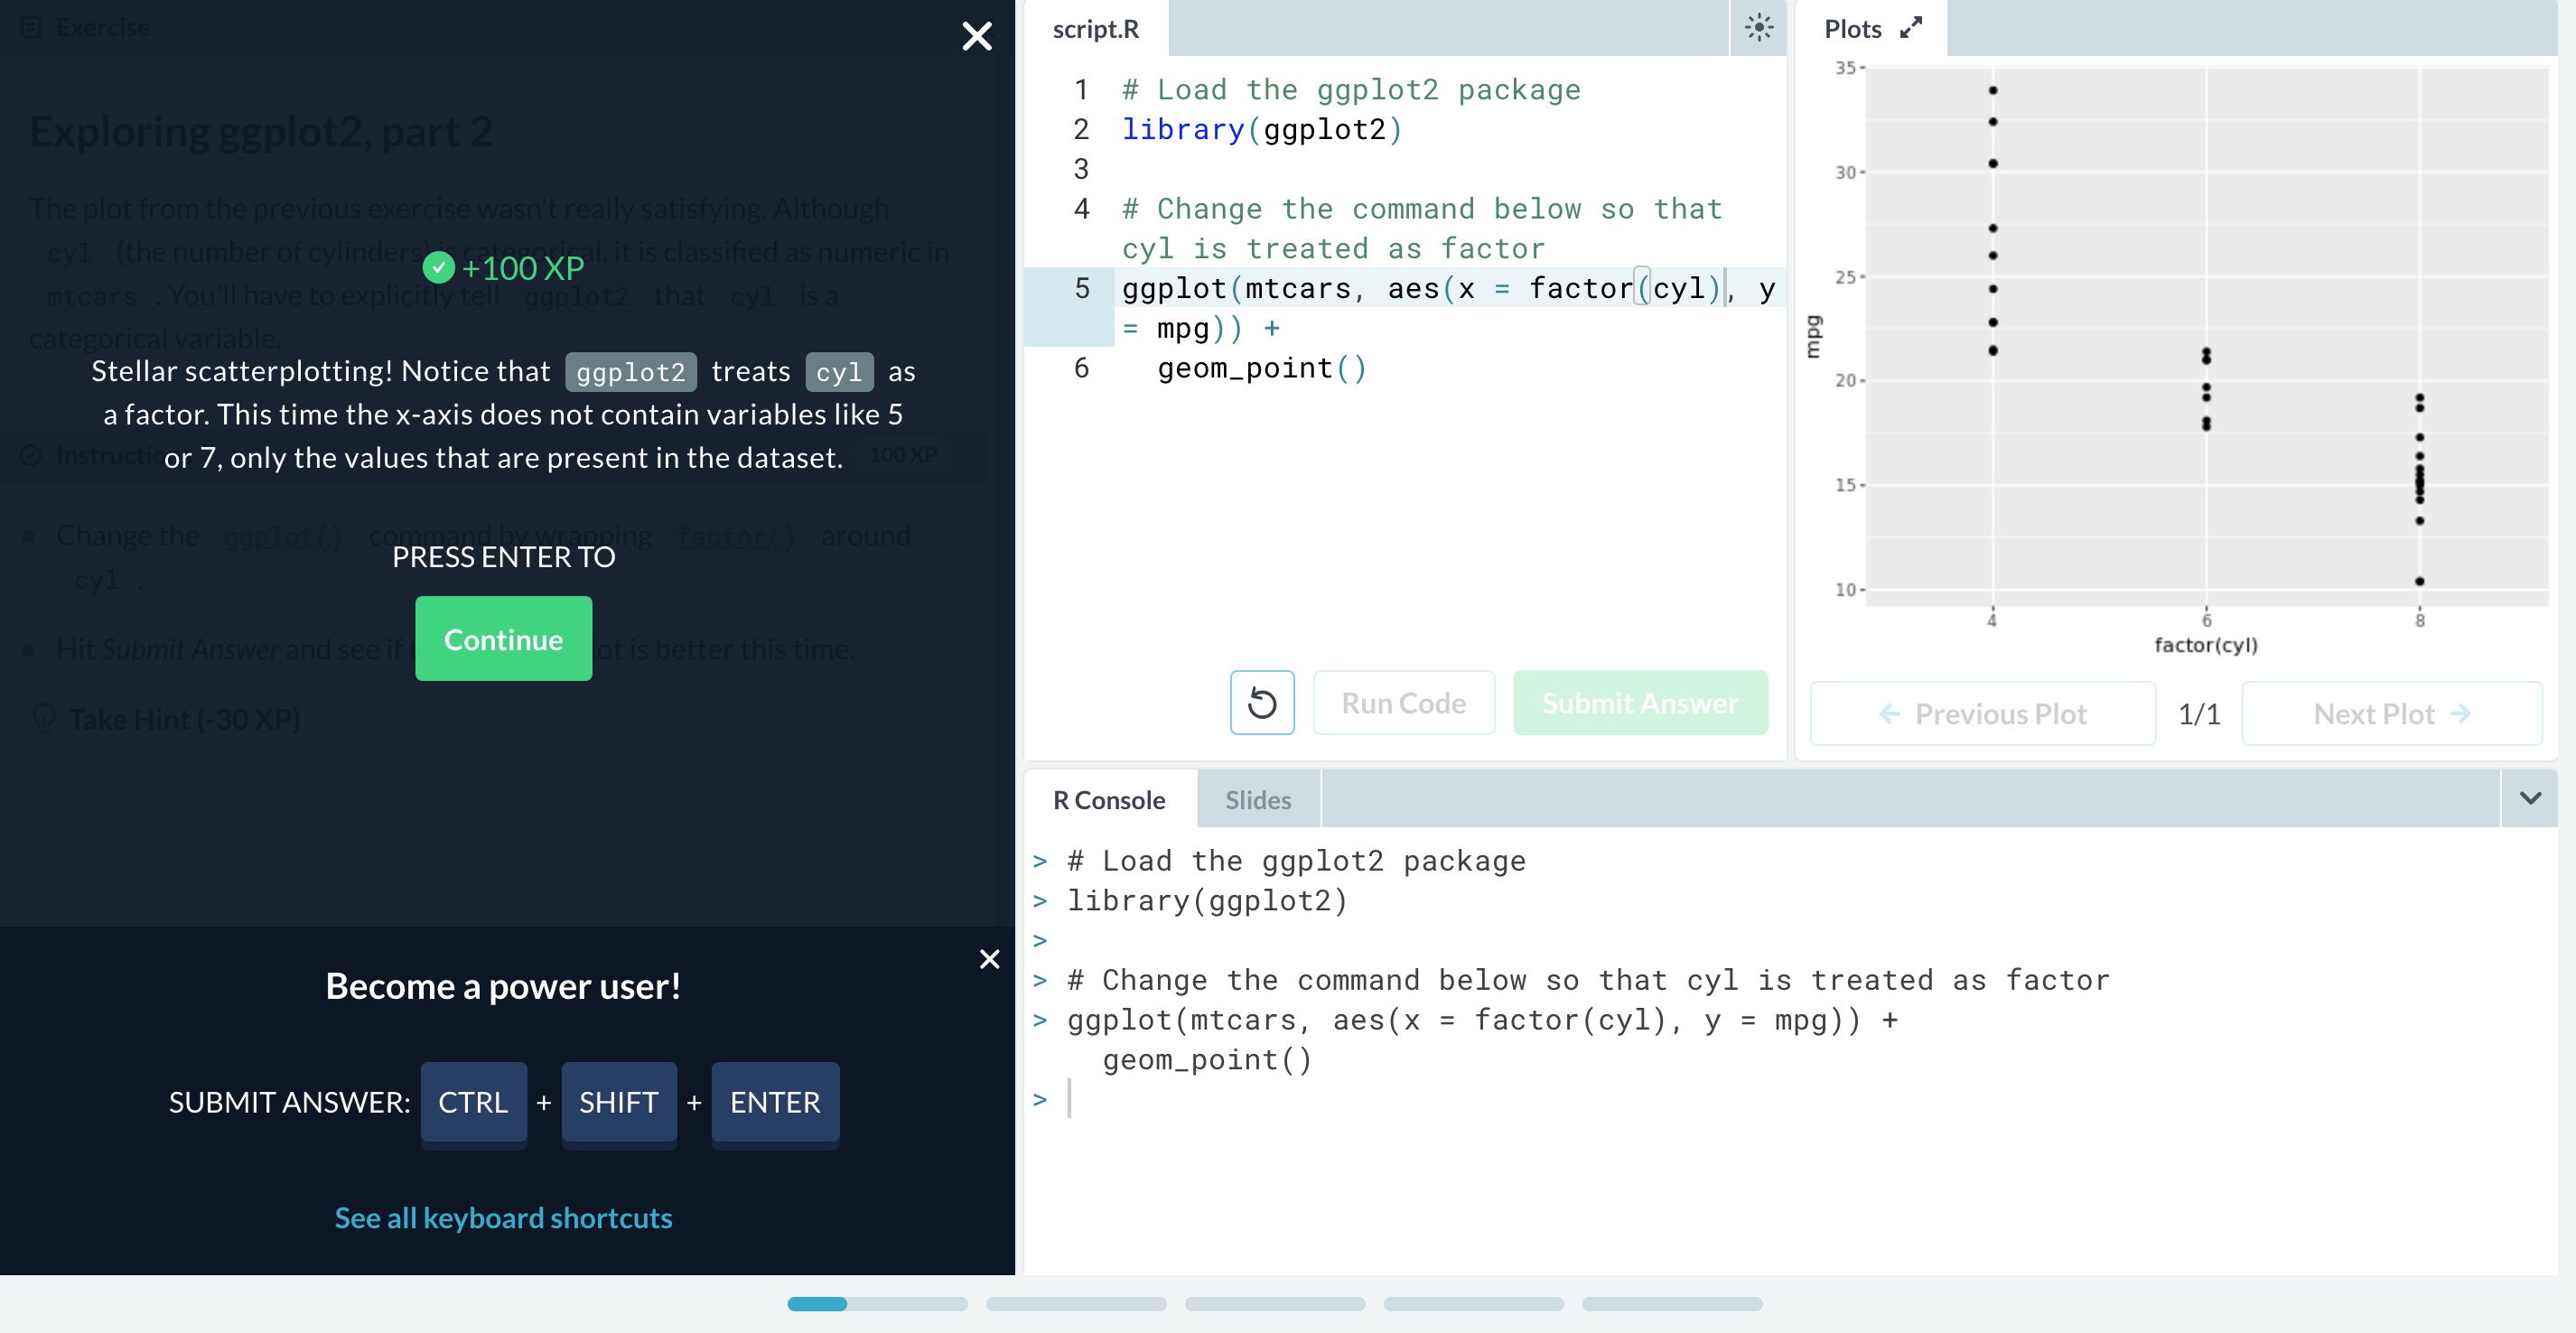 Exercise
Exploring ggplot2, part 2
The plot from the previous exercise wasn't really satisfying. Although
cyl (the number of cylinders) is categorical, it is classified as numeric in
mtcars . You'll have to explicitly tell ggplot2 that cyl is a
categorical variable.
+100 XP
Stellar scatterplotting! Notice that ggplot2 treats cyl as
a factor. This time the x-axis does not contain variables like 5
or 7, only the values that are present in the dataset.
Instructio
100 XP
Change the ggplot() command by wrapping factor() around
cyl .
PRESS ENTER TO
Continue
Hit Submit Answer and see if ot is better this time.
Take Hint (-30 XP)
Become a power user!
SUBMIT ANSWER: CTRL + SHIFT + ENTER
See all keyboard shortcuts
script.R
1 # Load the ggplot2 package
2 library(ggplot2)
3
4 # Change the command below so that
cyl is treated as factor
5 ggplot(mtcars, aes(x = factor(cyl), y
= mpg)) +
6 geom_point()
Run Code
Submit Answer
Plots
35
30
25
20
15
10
mpg
4 6 8
factor(cyl)
Previous Plot 1/1 Next Plot
R Console Slides
> # Load the ggplot2 package
> library(ggplot2)
>
> # Change the command below so that cyl is treated as factor
> ggplot(mtcars, aes(x = factor(cyl), y = mpg)) +
geom_point()
>